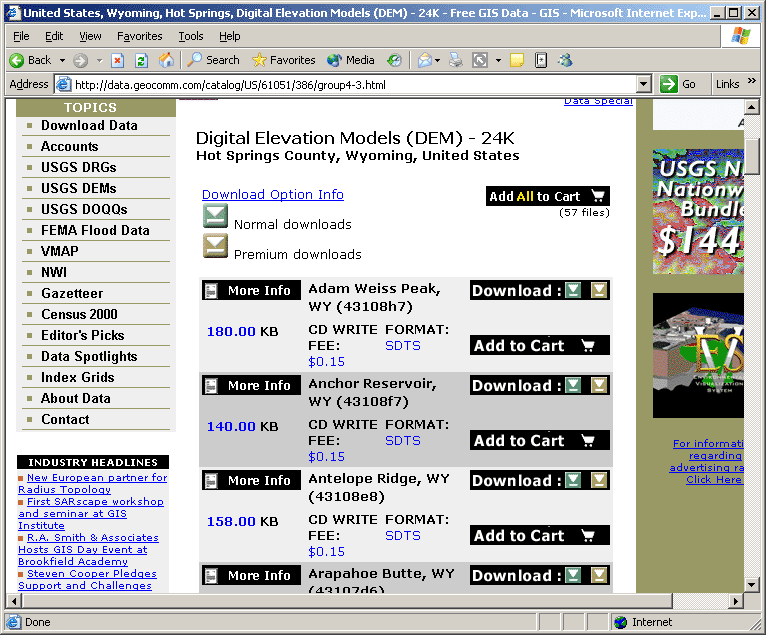 United States, Wyoming, Hot Springs, Digital Elevation Models (DEM) - 24K - Free GIS Data - GIS - Microsoft Internet Exp...
File Edit View Favorites Tools Help
Back Search Favorites Media
Address http://data.geocomm.com/catalog/US/61051/386/group4-3.html Go Links »
TOPICS
Download Data
Accounts
USGS DRGs
USGS DEMs
USGS DOQQs
FEMA Flood Data
VMAP
NWI
Gazetteer
Census 2000
Editor's Picks
Data Spotlights
Index Grids
About Data
Contact
INDUSTRY HEADLINES
New European partner for
Radius Topology
First SARscape workshop
and seminar at GIS
Institute
R.A. Smith & Associates
Hosts GIS Day Event at
Brookfield Academy
Steven Cooper Pledges
Support and Challenges
Data Special
Digital Elevation Models (DEM) - 24K
Hot Springs County, Wyoming, United States
Download Option Info
Add All to Cart
(57 files)
Normal downloads
Premium downloads
More Info Adam Weiss Peak, Download :
WY (43108h7)
180.00 KB CD WRITE FORMAT:
FEE: SDTS Add to Cart
$0.15
More Info Anchor Reservoir, Download :
WY (43108f7)
140.00 KB CD WRITE FORMAT:
FEE: SDTS Add to Cart
$0.15
More Info Antelope Ridge, WY Download :
(43108e8)
158.00 KB CD WRITE FORMAT:
FEE: SDTS Add to Cart
$0.15
More Info Arapahoe Butte, WY Download :
(43107d6)
USGS N
Nationw
Bundle
$144
EVS
ENVIRONMENTAL
VISUALIZATION
SYSTEM
For informati
regarding
advertising ra
Click Here
Done Internet